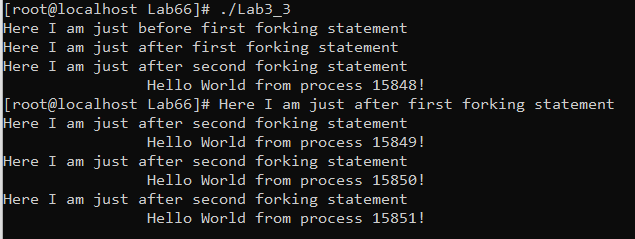 [root@localhost Lab66]# ./Lab3_3
Here I am just before first forking statement
Here I am just after first forking statement
Here I am just after second forking statement
Hello World from process 15848!
[root@localhost Lab66]# Here I am just after first forking statement
Here I am just after second forking statement
Hello World from process 15849!
Here I am just after second forking statement
Hello World from process 15850!
Here I am just after second forking statement
Hello World from process 15851!